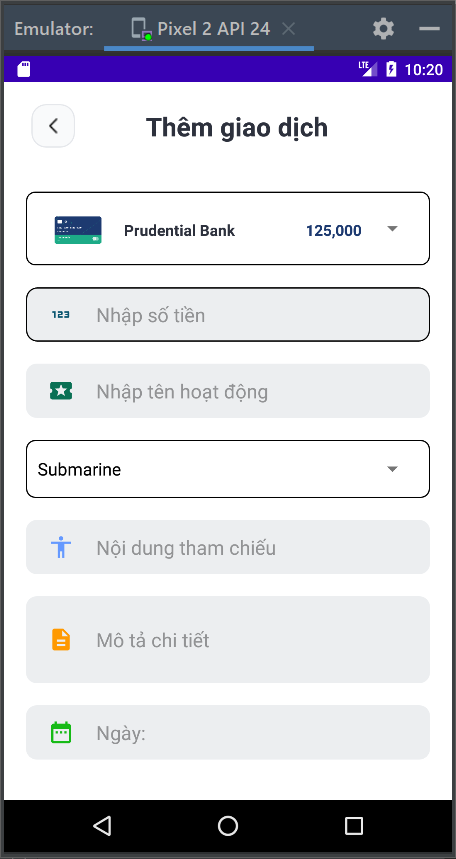 Emulator: Pixel 2 API 24
LTE 10:20
Thêm giao dịch
Prudential Bank 125,000
123 Nhập số tiền
Nhập tên hoạt động
Submarine
Nội dung tham chiếu
Mô tả chi tiết
Ngày: